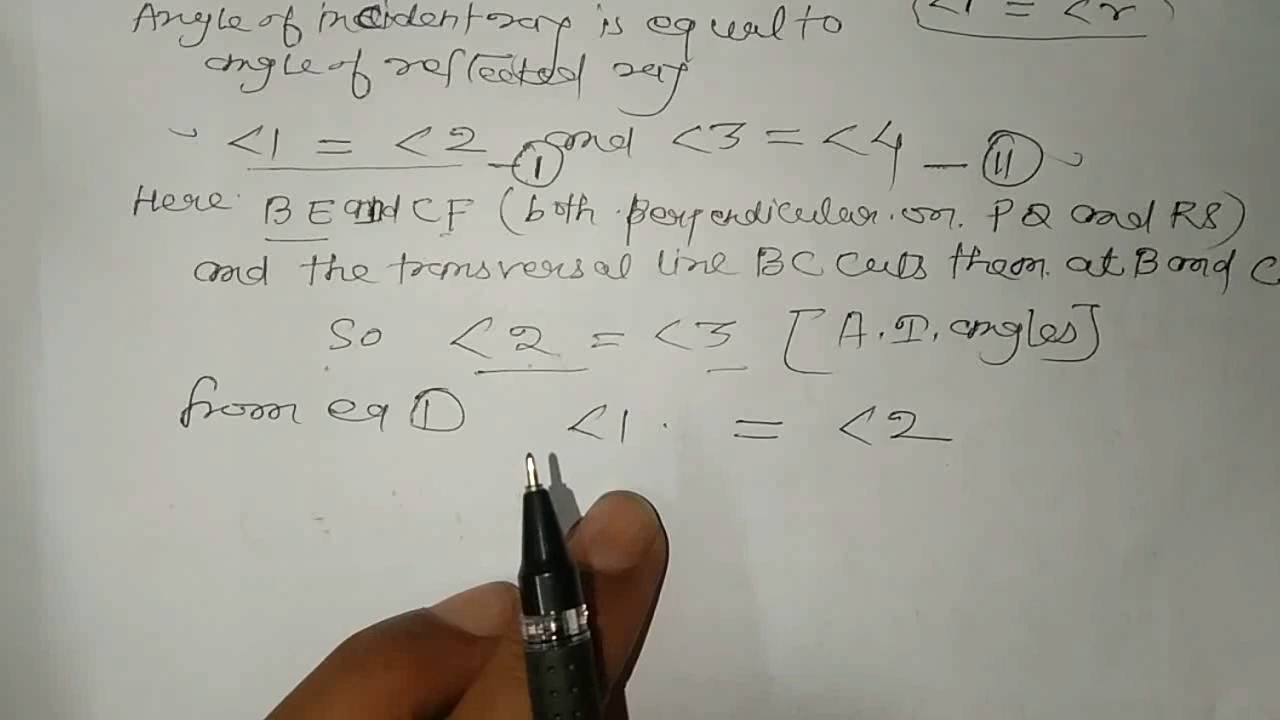 Angle of incident ray is equal to (<i = <r)
angle of reflected ray
<1 = <2 - (I) and <3 = <4 - (II)
Here BE and CF (both perpendicular on PQ and RS)
and the transversal line BC cuts them at B and C
So <2 = <3 [A.I. angles]
from eq (I) <1 = <2